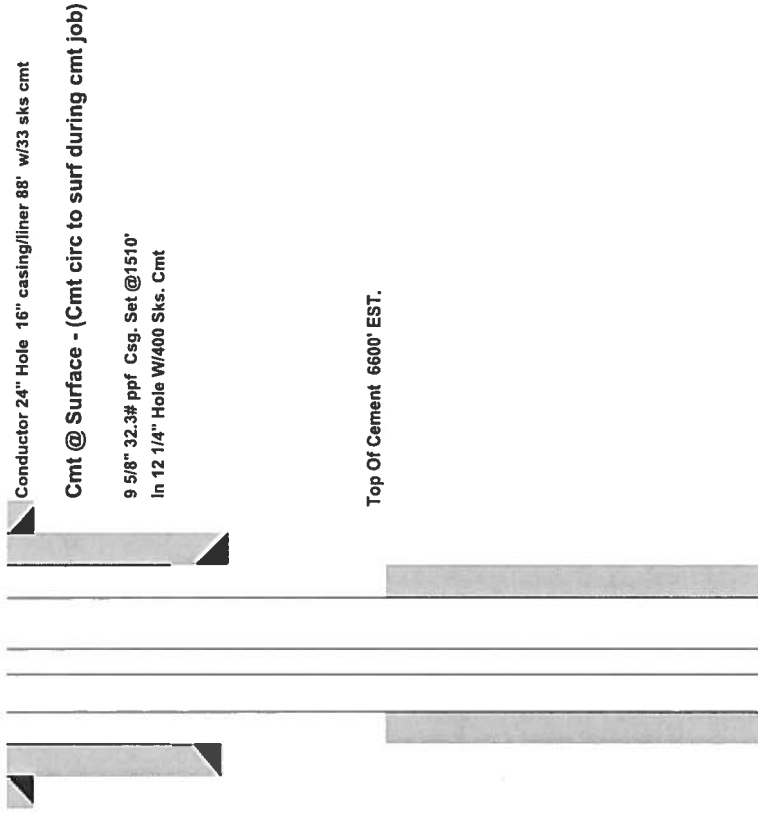 Conductor 24" Hole 16" casing/liner 88' w/33 sks cmt
Cmt @ Surface - (Cmt circ to surf during cmt job)
9 5/8" 32.3# ppf Csg. Set @1510'
In 12 1/4" Hole W/400 Sks. Cmt
Top Of Cement 6600' EST.